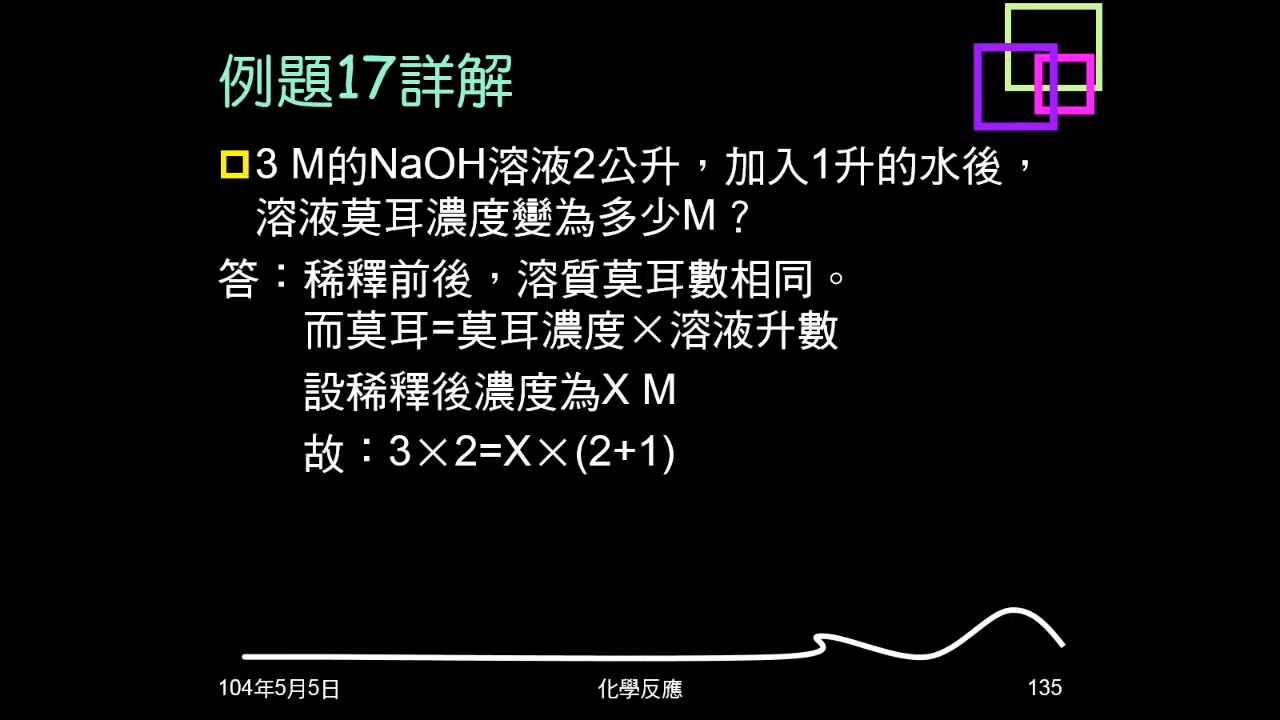 例題17詳解
3 M的NaOH溶液2公升，加入1升的水後，
溶液莫耳濃度變為多少M？
答：稀釋前後，溶質莫耳數相同。
而莫耳=莫耳濃度×溶液升數
設稀釋後濃度為X M
故：3×2=X×(2+1)
104年5月5日
化學反應
135